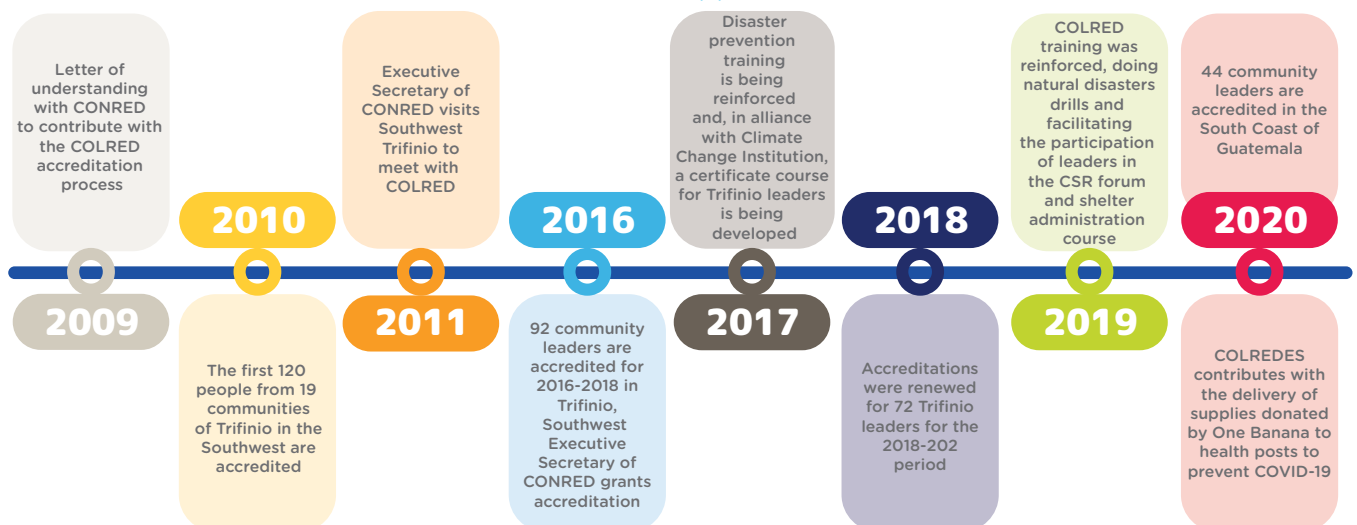 Letter of
understanding
with CONRED
to contribute with
the COLRED
accreditation
process
2009
2010
The first 120
people from 19
communities
of Trifinio in the
Southwest are
accredited
Executive
Secretary of
CONRED visits
Southwest
Trifinio to
meet with
COLRED
2011
2016
92 community
leaders are
accredited for
2016-2018 in
Trifinio,
Southwest
Executive
Secretary of
CONRED grants
accreditation
Disaster
prevention
training
is being
reinforced
and, in alliance
with Climate
Change Institution,
a certificate course
for Trifinio leaders
is being
developed
2017
2018
Accreditations
were renewed
for 72 Trifinio
leaders for the
2018-202
period
COLRED
training was
reinforced, doing
natural disasters
drills and
facilitating
the participation
of leaders in
the CSR forum
and shelter
administration
course
2019
44 community
leaders are
accredited in the
South Coast of
Guatemala
2020
COLREDES
contributes with
the delivery of
supplies donated
by One Banana to
health posts to
prevent COVID-19